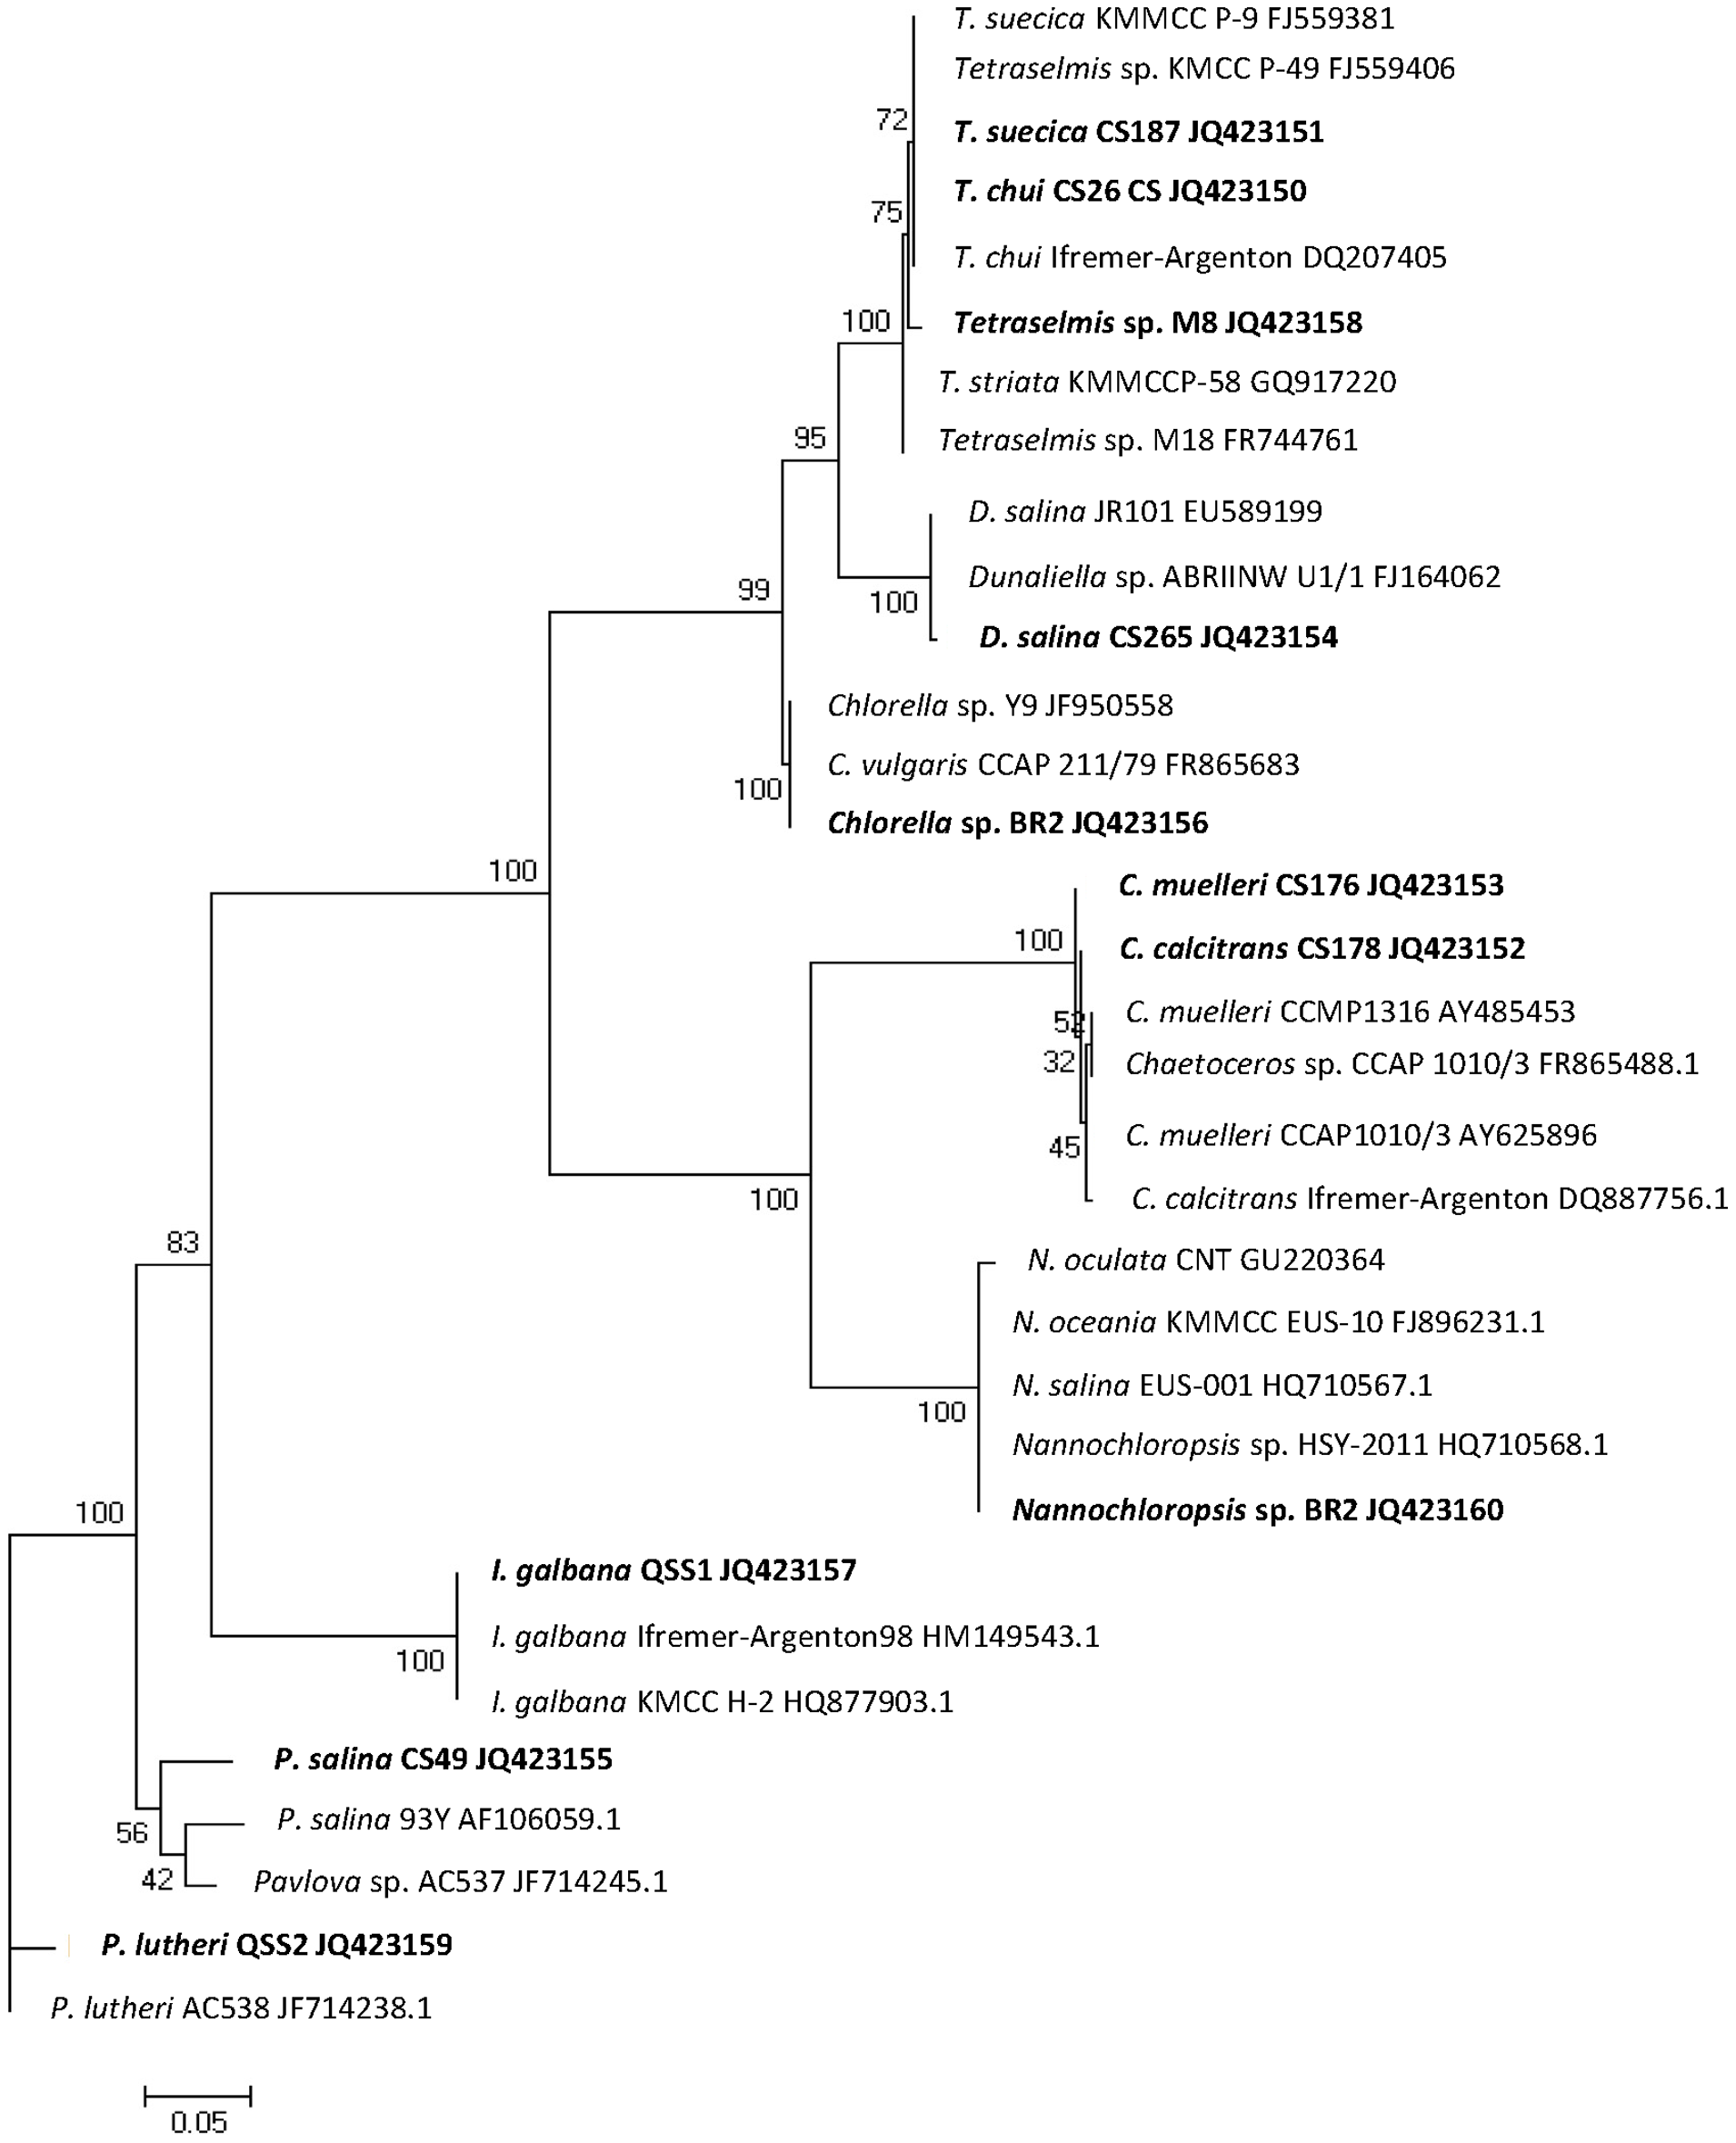 T. suecica KMMCC P-9 FJ559381
Tetraselmis sp. KMCC P-49 FJ559406
72
T. suecica CS187 JQ423151
T. chui CS26 CS JQ423150
75
T. chui Ifremer-Argenton DQ207405
100
Tetraselmis sp. M8 JQ423158
T. striata KMMCCP-58 GQ917220
95
Tetraselmis sp. M18 FR744761
D. salina JR101 EU589199
99
Dunaliella sp. ABRIINW U1/1 FJ164062
100
D. salina CS265 JQ423154
Chlorella sp. Y9 JF950558
C. vulgaris CCAP 211/79 FR865683
100
Chlorella sp. BR2 JQ423156
100
C. muelleri CS176 JQ423153
100
C. calcitrans CS178 JQ423152
C. muelleri CCMP1316 AY485453
52
32
Chaetoceros sp. CCAP 1010/3 FR865488.1
C. muelleri CCAP1010/3 AY625896
45
C. calcitrans Ifremer-Argenton DQ887756.1
100
83
N. oculata CNT GU220364
N. oceania KMMCC EUS-10 FJ896231.1
N. salina EUS-001 HQ710567.1
100
Nannochloropsis sp. HSY-2011 HQ710568.1
100
Nannochloropsis sp. BR2 JQ423160
I. galbana QSS1 JQ423157
I. galbana Ifremer-Argenton98 HM149543.1
100
I. galbana KMCC H-2 HQ877903.1
P. salina CS49 JQ423155
P. salina 93Y AF106059.1
56
42
Pavlova sp. AC537 JF714245.1
P. lutheri QSS2 JQ423159
P. lutheri AC538 JF714238.1
0.05